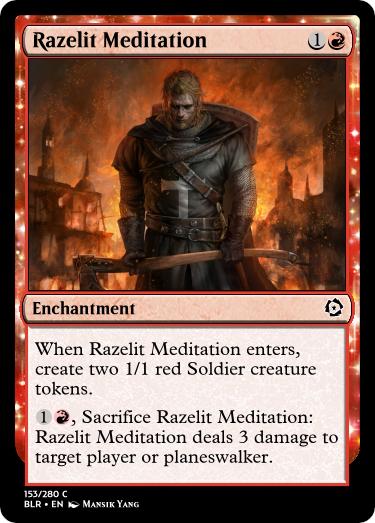 Razelit Meditation 1
Enchantment
When Razelit Meditation enters,
create two 1/1 red Soldier creature
tokens.
1, Sacrifice Razelit Meditation:
Razelit Meditation deals 3 damage to
target player or planeswalker.
153/280 C
BLR • EN Mansik Yang